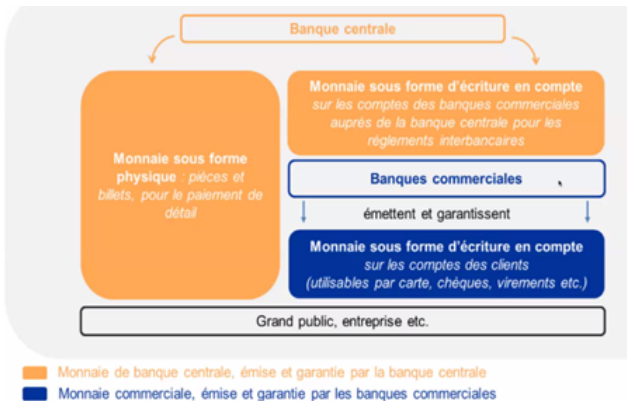 Banque centrale
Monnaie sous forme
physique : pièces et
billets, pour le paiement de
détail
Monnaie sous forme d'écriture en compte
sur les comptes des banques commerciales
auprès de la banque centrale pour les
règlements interbancaires
Banques commerciales
émettent et garantissent
Monnaie sous forme d'écriture en compte
sur les comptes des clients
(utilisables par carte, chèques, virements etc.)
Grand public, entreprise etc.
Monnaie de banque centrale, émise et garantie par la banque centrale
Monnaie commerciale, émise et garantie par les banques commerciales